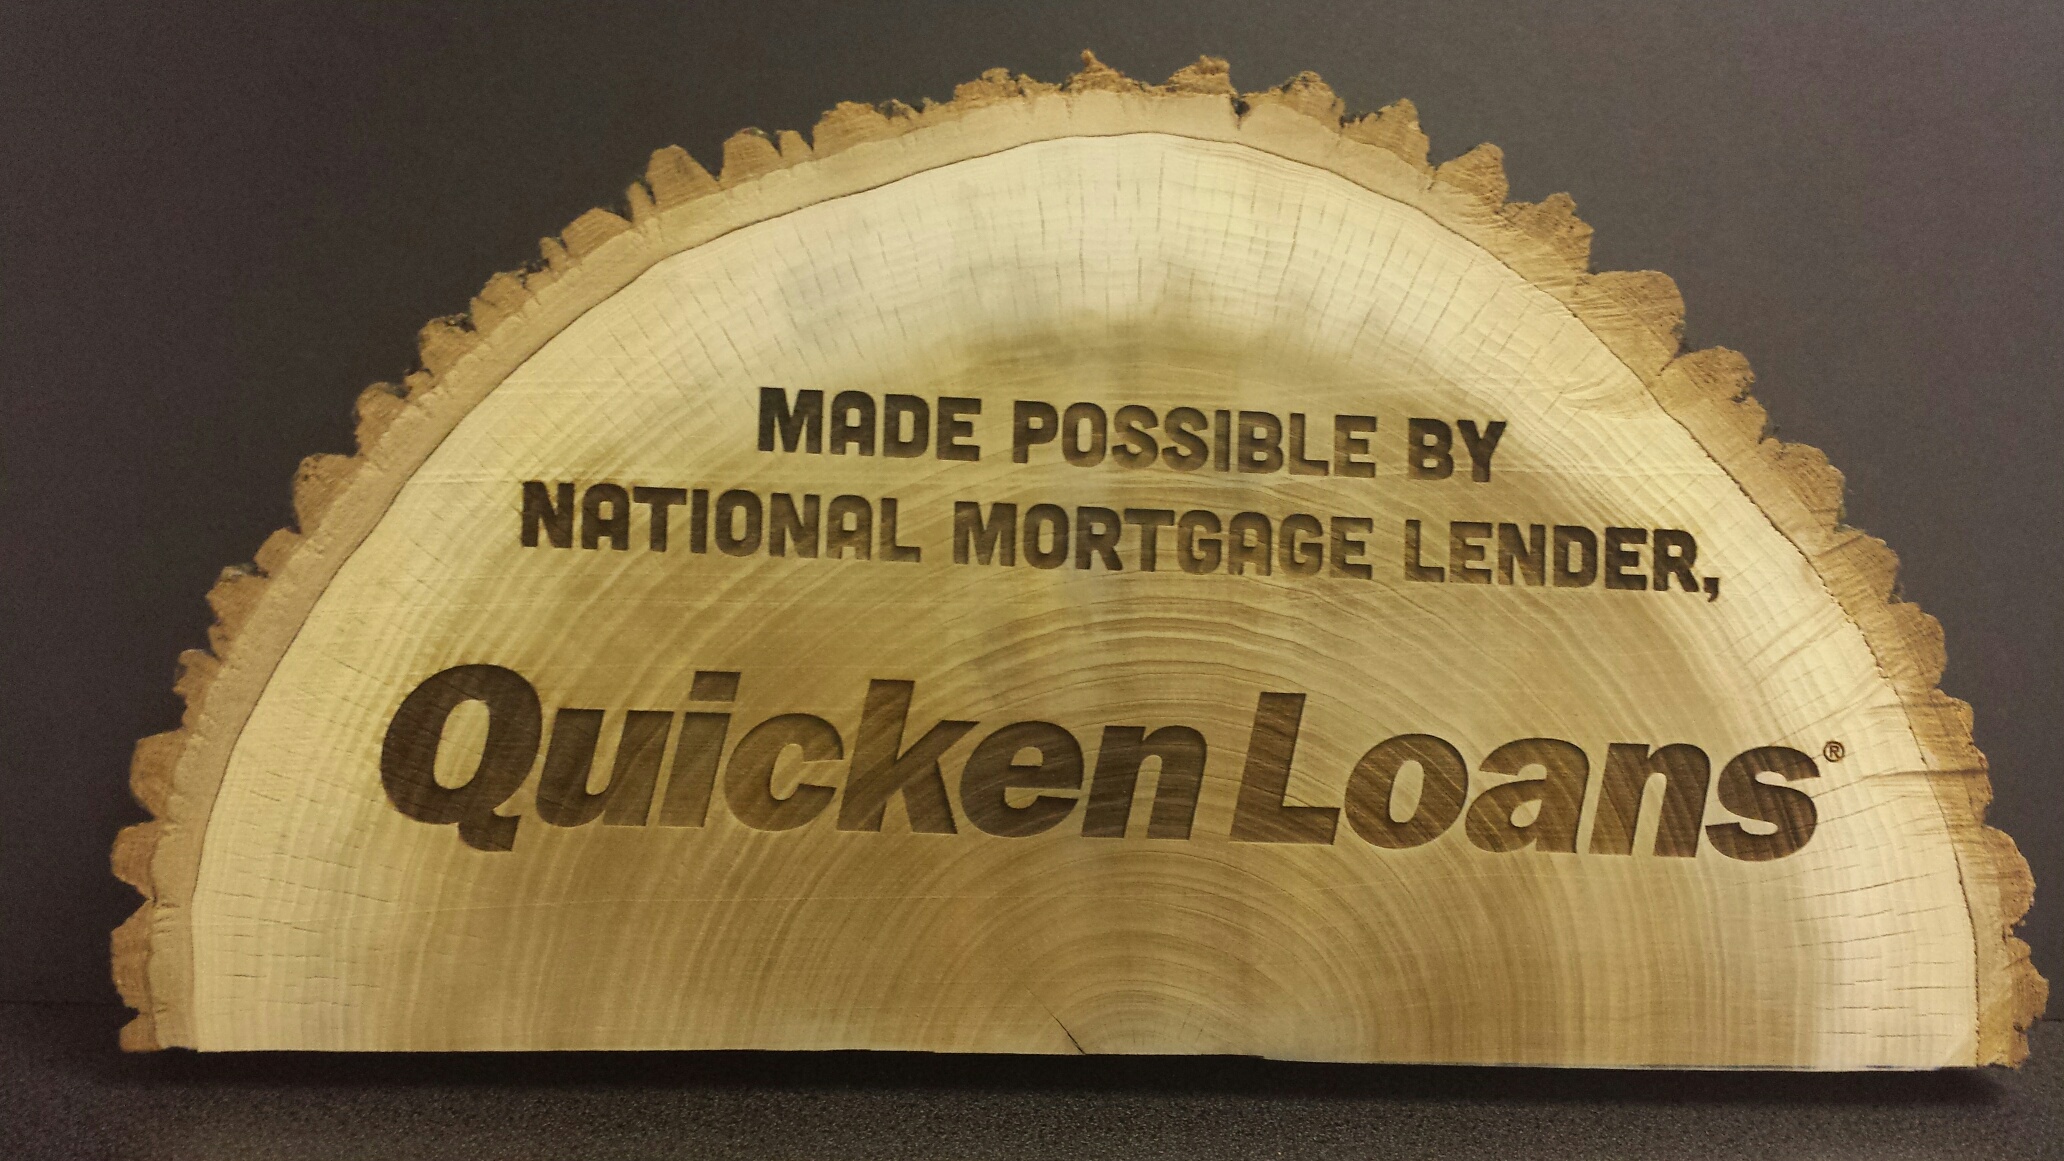 MADE POSSIBLE BY
NATIONAL MORTGAGE LENDER,
Quicken Loans®